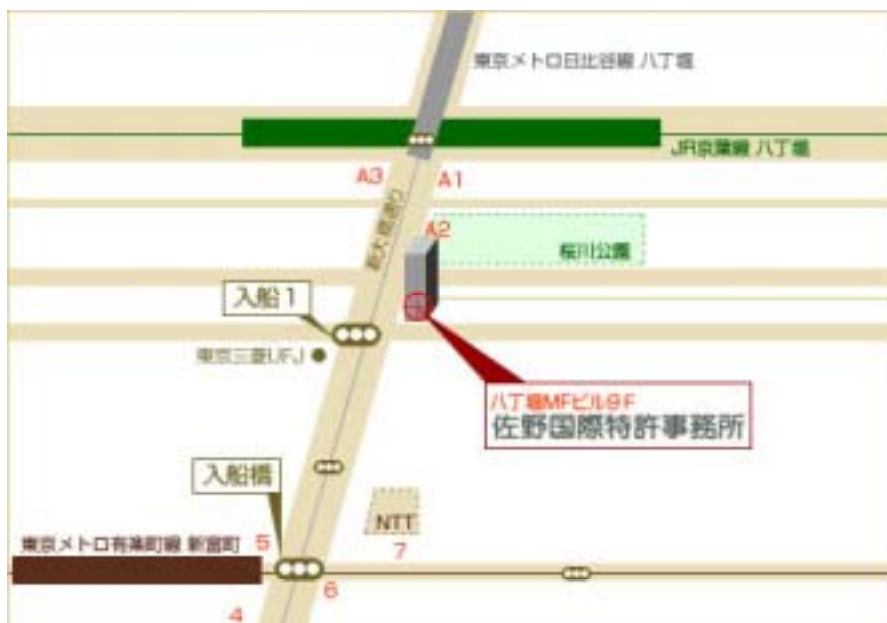 東京メトロ日比谷線 八丁堀
JR京葉線 八丁堀
A3
A1
新大橋通り
A2
桜川公園
入船1
東京三菱UFJ
八丁堀MFビル9F
佐野国際特許事務所
入船橋
NTT
東京メトロ有楽町線 新富町
5
7
6
4